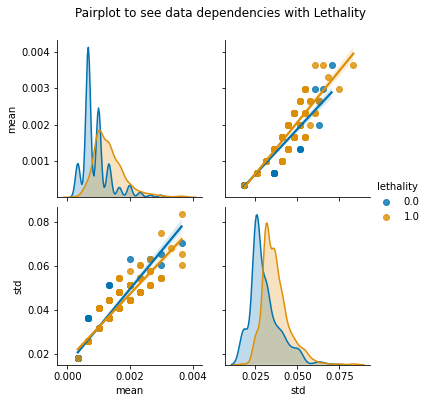 Pairplot to see data dependencies with Lethality
0.004
0.003
0.002
0.001
mean
lethality
0.0
1.0
0.08
0.06
0.04
0.02
std
0.000 0.002 0.004
mean
0.025 0.050 0.075
std